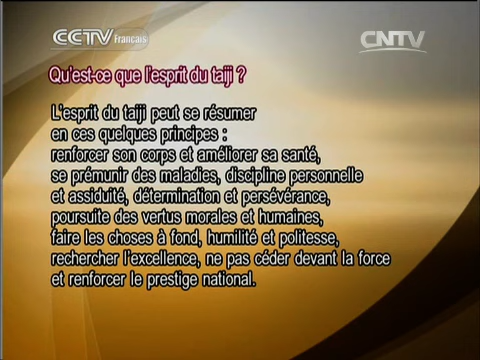 CCTV Français
CNTV
Qu'est-ce que l'esprit du taiji ?
L'esprit du taiji peut se résumer
en ces quelques principes :
renforcer son corps et améliorer sa santé,
se prémunir des maladies, discipline personnelle
et assiduité, détermination et persévérance,
poursuite des vertus morales et humaines,
faire les choses à fond, humilité et politesse,
rechercher l'excellence, ne pas céder devant la force
et renforcer le prestige national.